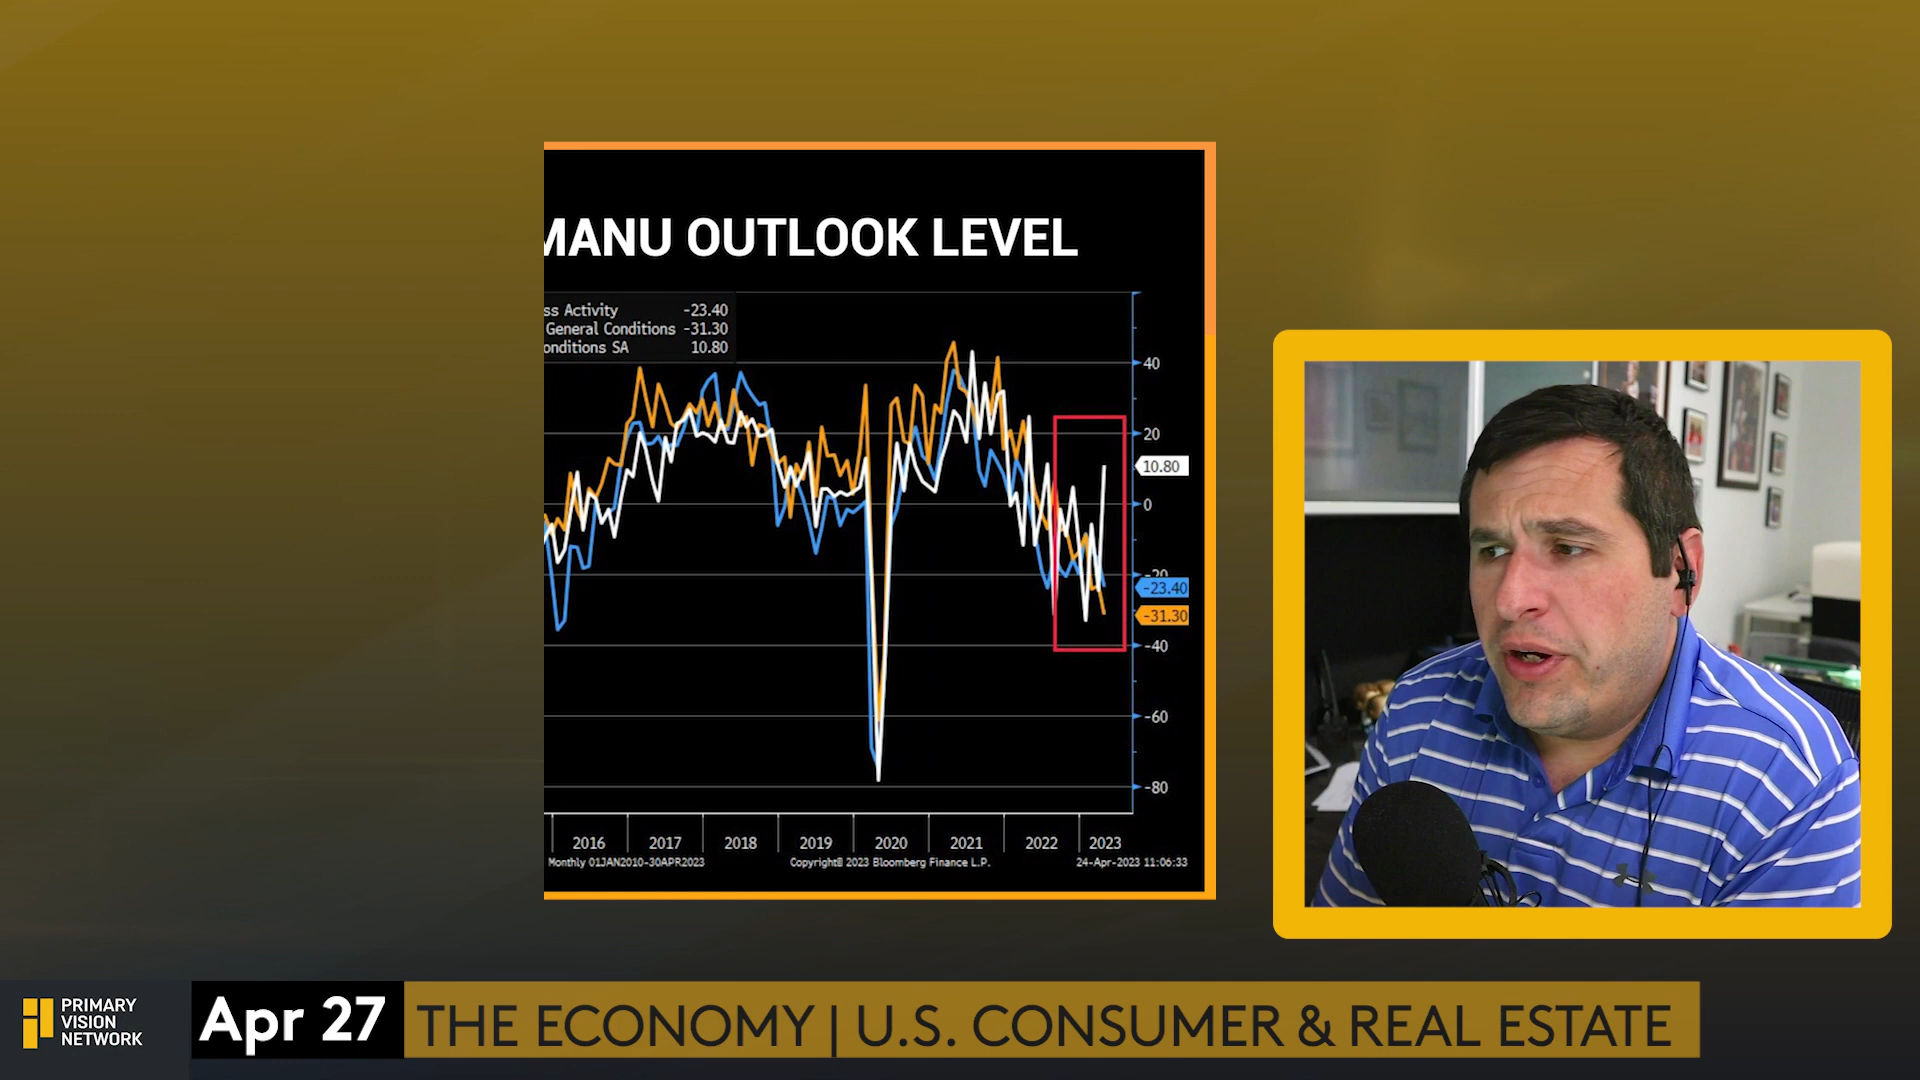 MANU OUTLOOK LEVEL
ss Activity -23.40
General Conditions -31.30
onditions SA 10.80
40
20
10.80
0
-20
-23.40
-31.30
-40
-60
-80
2016 2017 2018 2019 2020 2021 2022 2023
Monthly 01JAN2010-30APR2023 Copyright© 2023 Bloomberg Finance L.P. 24-Apr-2023 11:06:33
PRIMARY
VISION
NETWORK
Apr 27
THE ECONOMY | U.S. CONSUMER & REAL ESTATE